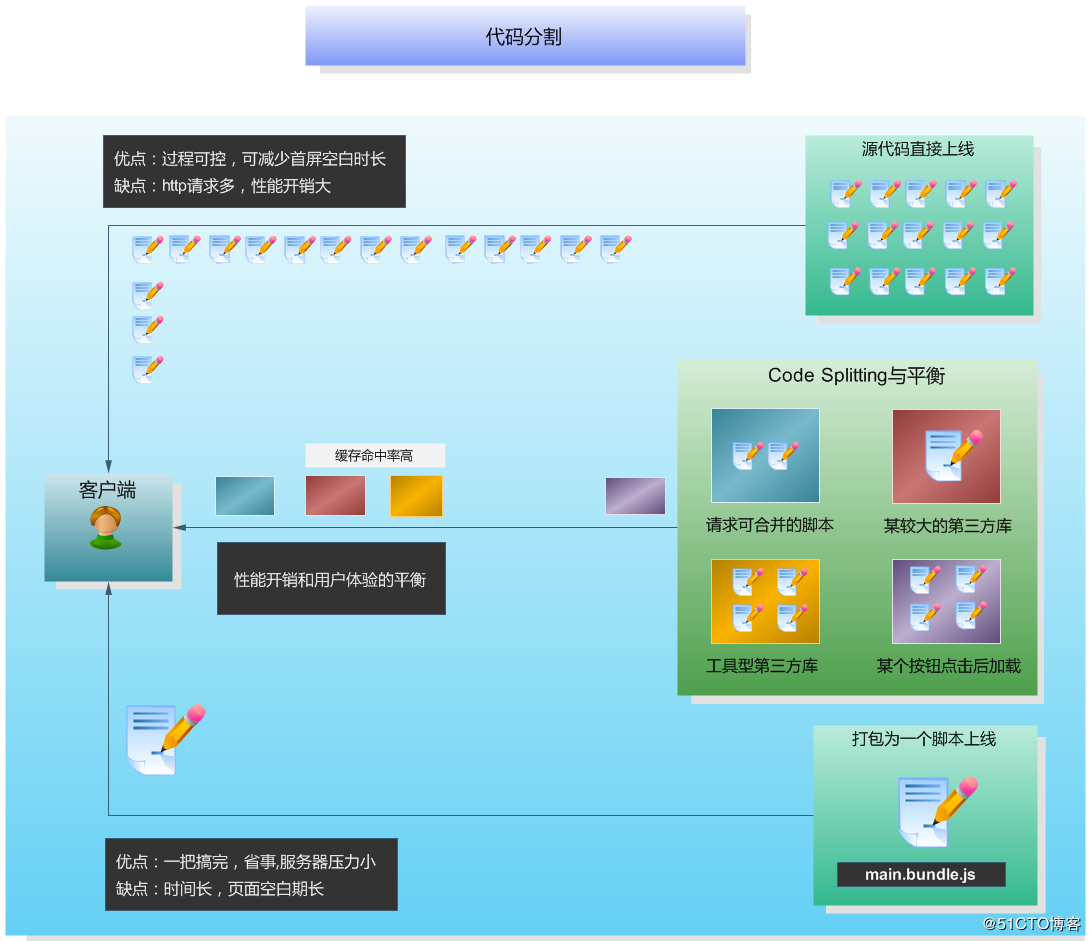 代码分割
优点：过程可控，可减少首屏空白时长
缺点：http请求多，性能开销大
源代码直接上线
Code Splitting与平衡
请求可合并的脚本
某较大的第三方库
工具型第三方库
某个按钮点击后加载
缓存命中率高
客户端
性能开销和用户体验的平衡
打包为一个脚本上线
main.bundle.js
优点：一把搞完，省事,服务器压力小
缺点：时间长，页面空白期长
@51CTO博客